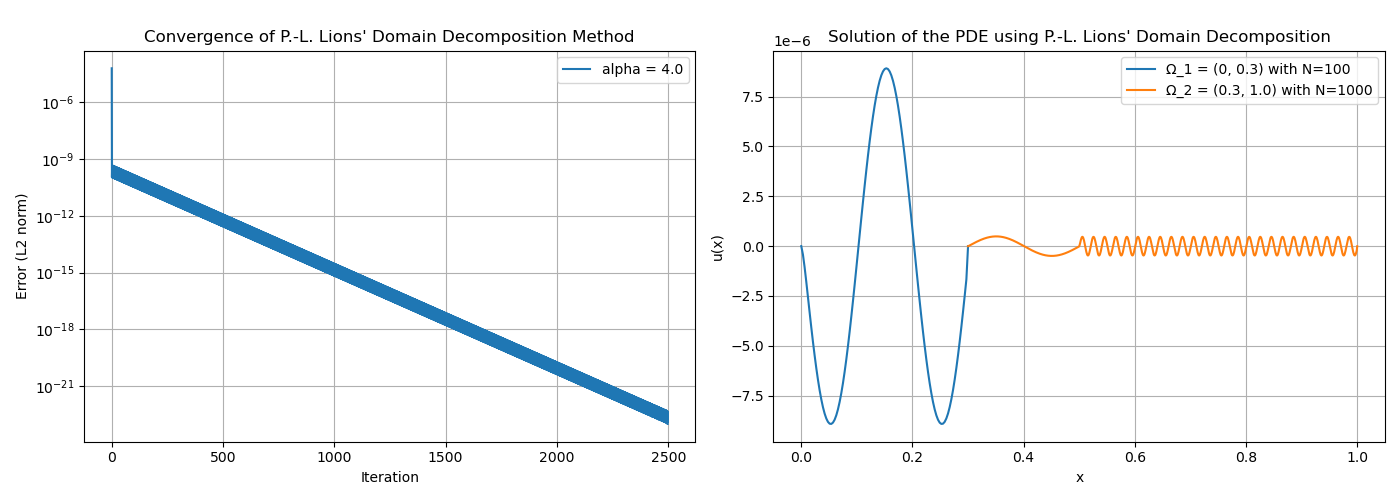 Convergence of P.-L. Lions' Domain Decomposition Method
alpha = 4.0
10⁻⁶
10⁻⁹
10⁻¹²
10⁻¹⁵
10⁻¹⁸
10⁻²¹
Error (L2 norm)
0 500 1000 1500 2000 2500
Iteration
Solution of the PDE using P.-L. Lions' Domain Decomposition
1e−6
Ω_1 = (0, 0.3) with N=100
Ω_2 = (0.3, 1.0) with N=1000
7.5
5.0
2.5
0.0
−2.5
−5.0
−7.5
u(x)
0.0 0.2 0.4 0.6 0.8 1.0
x